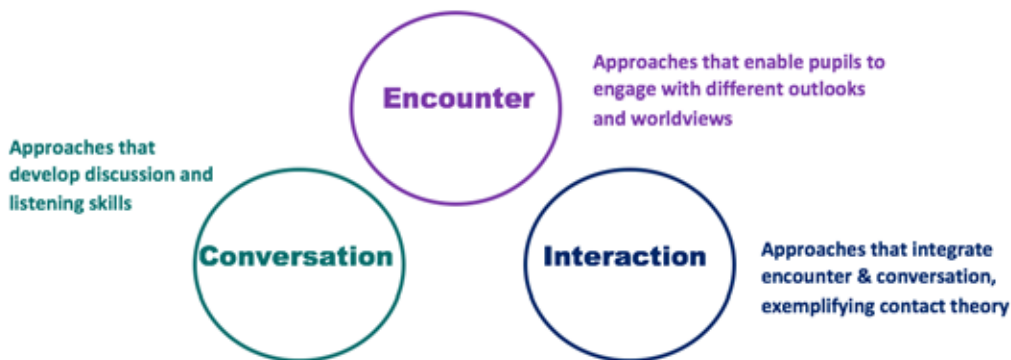 Encounter
Approaches that enable pupils to
engage with different outlooks
and worldviews
Approaches that
develop discussion and
listening skills
Conversation
Interaction
Approaches that integrate
encounter & conversation,
exemplifying contact theory